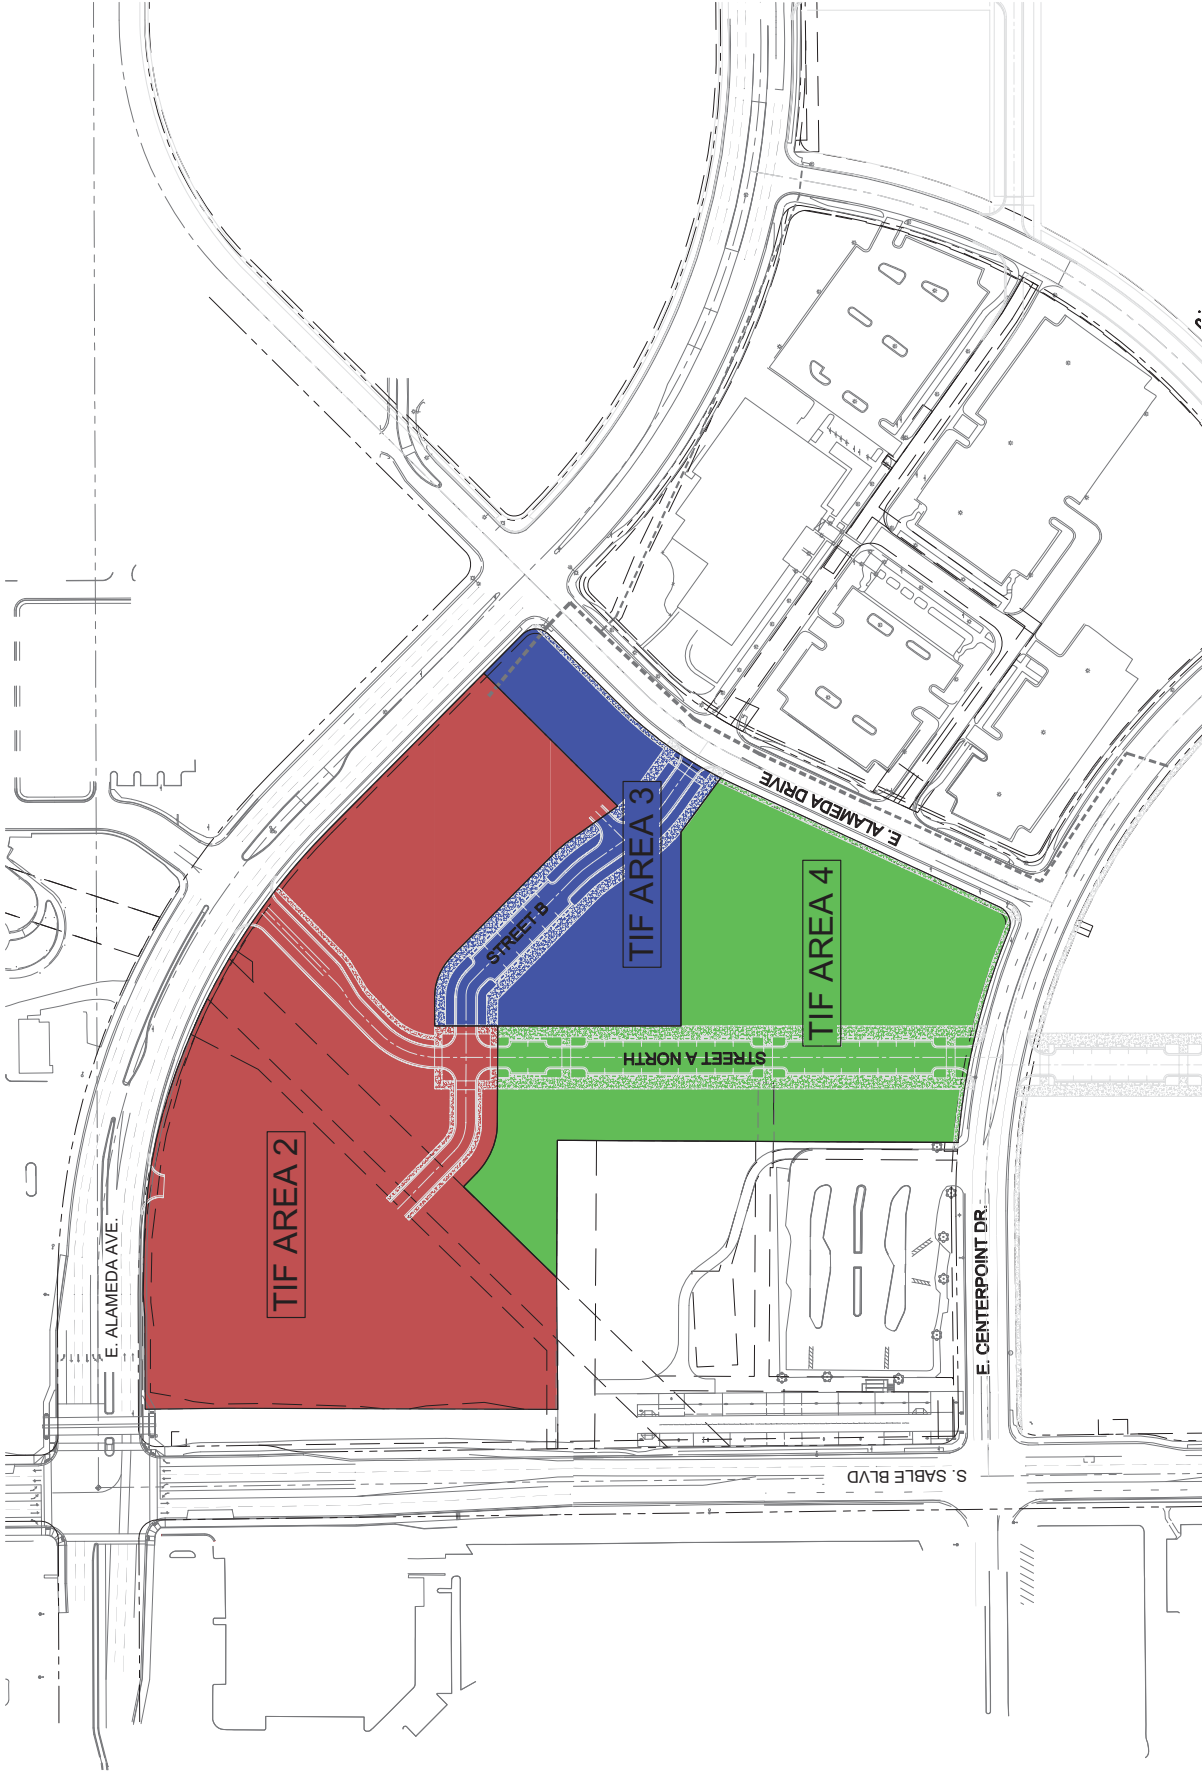 E. ALAMEDA AVE.
TIF AREA 2
STREET B
TIF AREA 3
STREET A NORTH
TIF AREA 4
E. ALAMEDA DRIVE
E. CENTERPOINT DR.
S. SABLE BLVD